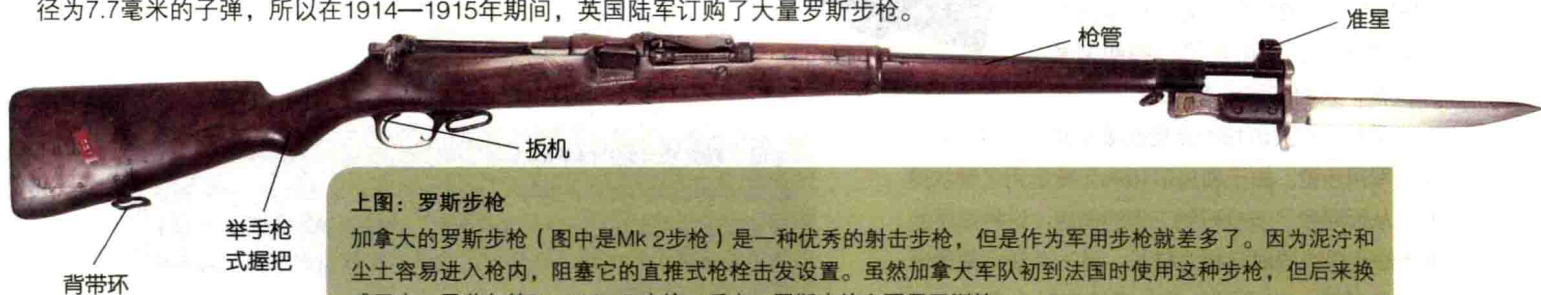 径为7.7毫米的子弹，所以在1914—1915年期间，英国陆军订购了大量罗斯步枪。
准星
枪管
扳机
举手枪
式握把
背带环
上图：罗斯步枪
加拿大的罗斯步枪（图中是Mk 2步枪）是一种优秀的射击步枪，但是作为军用步枪就差多了。因为泥泞和
尘土容易进入枪内，阻塞它的直推式枪栓击发设置。虽然加拿大军队初到法国时使用这种步枪，但后来换